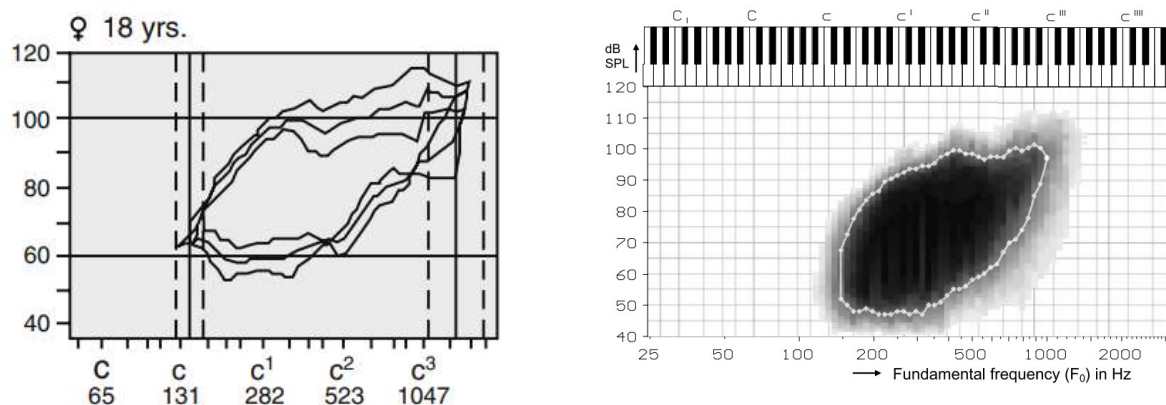 ♀ 18 yrs.
120
100
80
60
40
C c c¹ c² c³
65 131 282 523 1047
C₁ C c c' c'' c''' c''''
dB
SPL
120
110
100
90
80
70
60
50
40
25 50 100 200 500 1000 2000
Fundamental frequency (F₀) in Hz